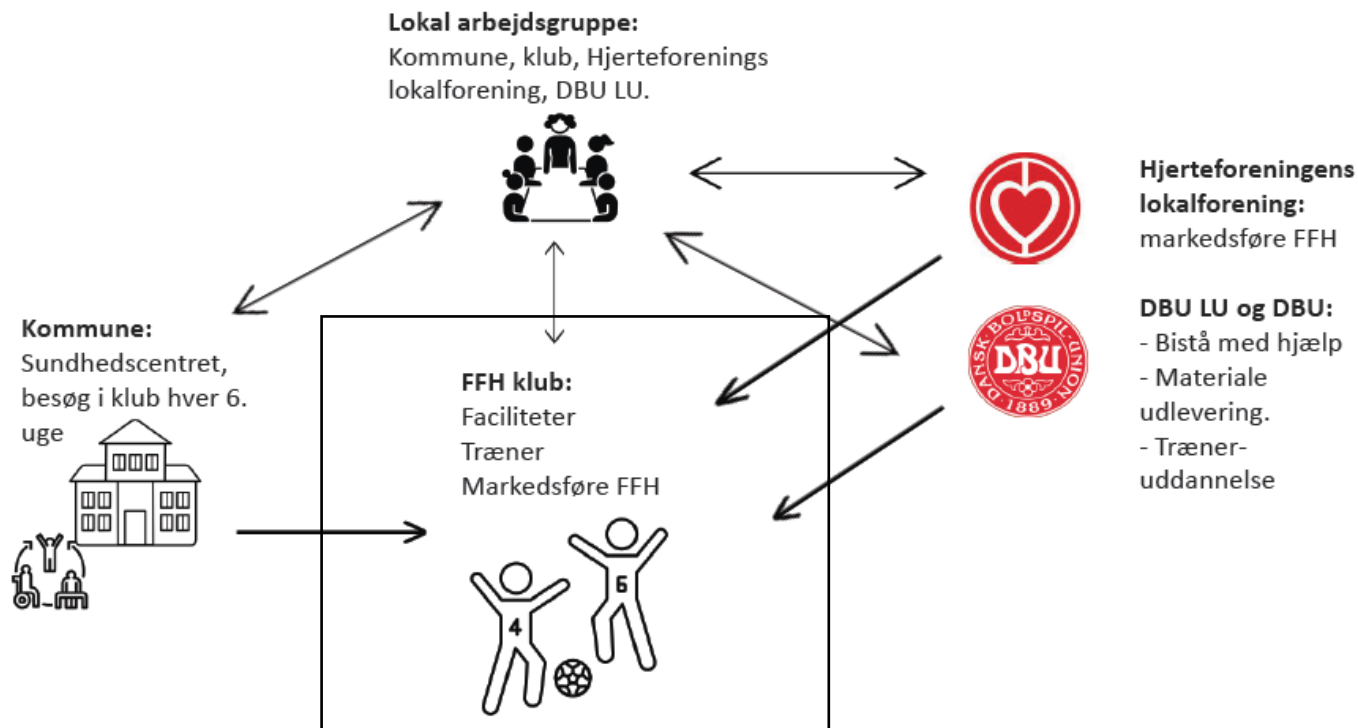 Lokal arbejdsgruppe:
Kommune, klub, Hjerteforenings
lokalforening, DBU LU.
Hjerteforeningens
lokalforening:
markedsføre FFH
DANSK·BOLDSPIL·UNION
DBU
·1889·
DBU LU og DBU:
- Bistå med hjælp
- Materiale
udlevering.
- Træner-
uddannelse
Kommune:
Sundhedscentret,
besøg i klub hver 6.
uge
FFH klub:
Faciliteter
Træner
Markedsføre FFH
6
4